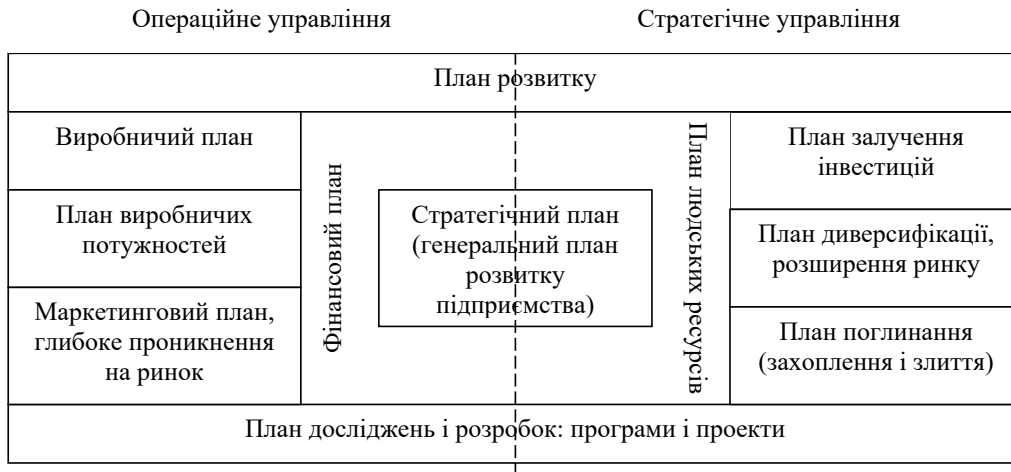 Операційне управління
Стратегічне управління
План розвитку
Виробничий план
План виробничих
потужностей
Маркетинговий план,
глибоке проникнення
на ринок
Фінансовий план
Стратегічний план
(генеральний план
розвитку
підприємства)
План людських ресурсів
План залучення
інвестицій
План диверсифікації,
розширення ринку
План поглинання
(захоплення і злиття)
План досліджень і розробок: програми і проекти